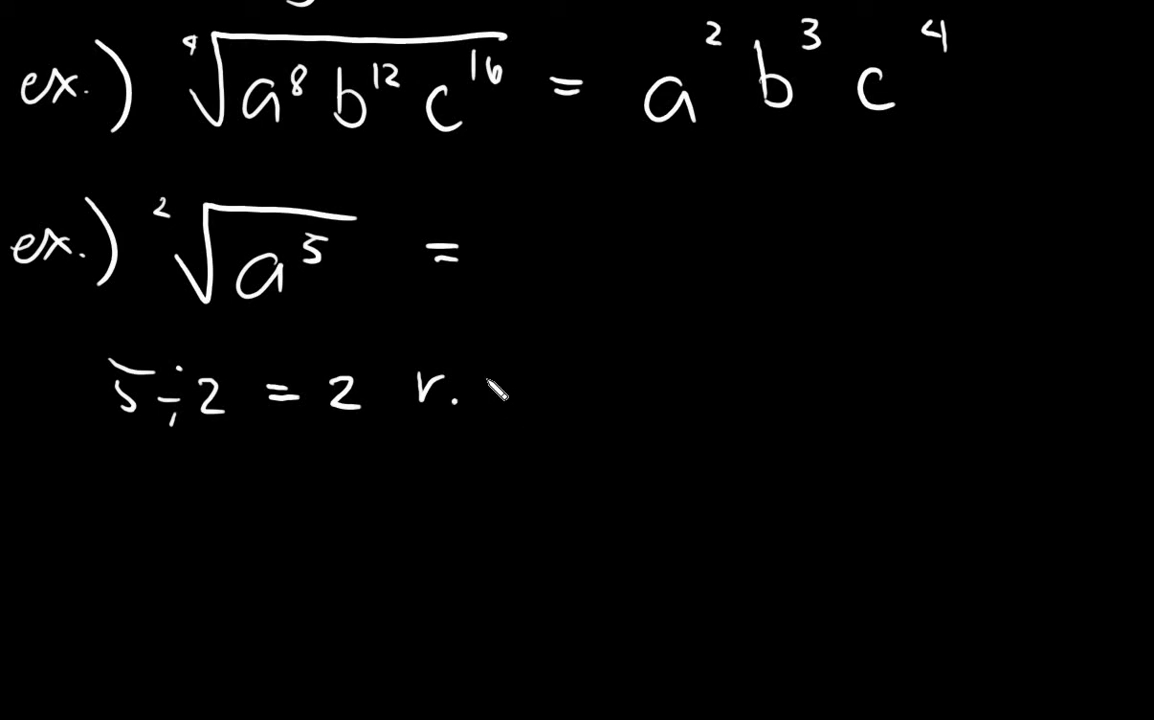 ex.) ⁴√a⁸ b¹² c¹⁶ = a² b³ c⁴
ex.) ²√a⁵ =
5÷2 = 2 r.